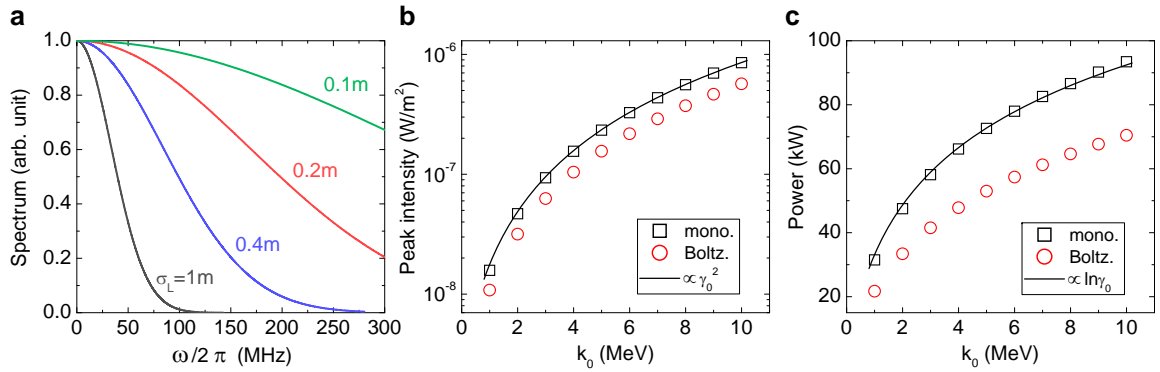 a
Spectrum (arb. unit)
1.0
0.8
0.6
0.4
0.2
0.0
0.1m
0.2m
0.4m
σL=1m
0 50 100 150 200 250 300
ω/2 π (MHz)
b
Peak intensity (W/m²)
10⁻⁶
10⁻⁷
10⁻⁸
mono.
Boltz.
∝γ₀²
0 2 4 6 8 10
k₀ (MeV)
c
Power (kW)
100
80
60
40
20
mono.
Boltz.
∝lnγ₀
0 2 4 6 8 10
k₀ (MeV)